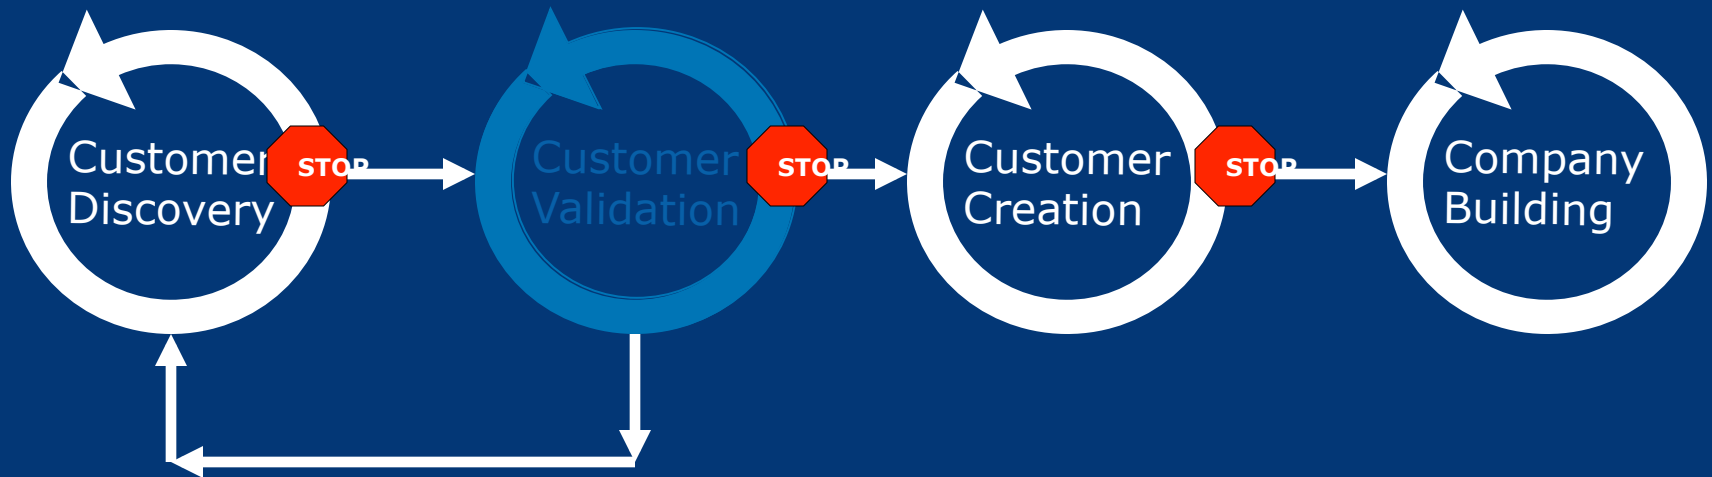 Customer
Discovery
STOP
Customer
Validation
STOP
Customer
Creation
STOP
Company
Building